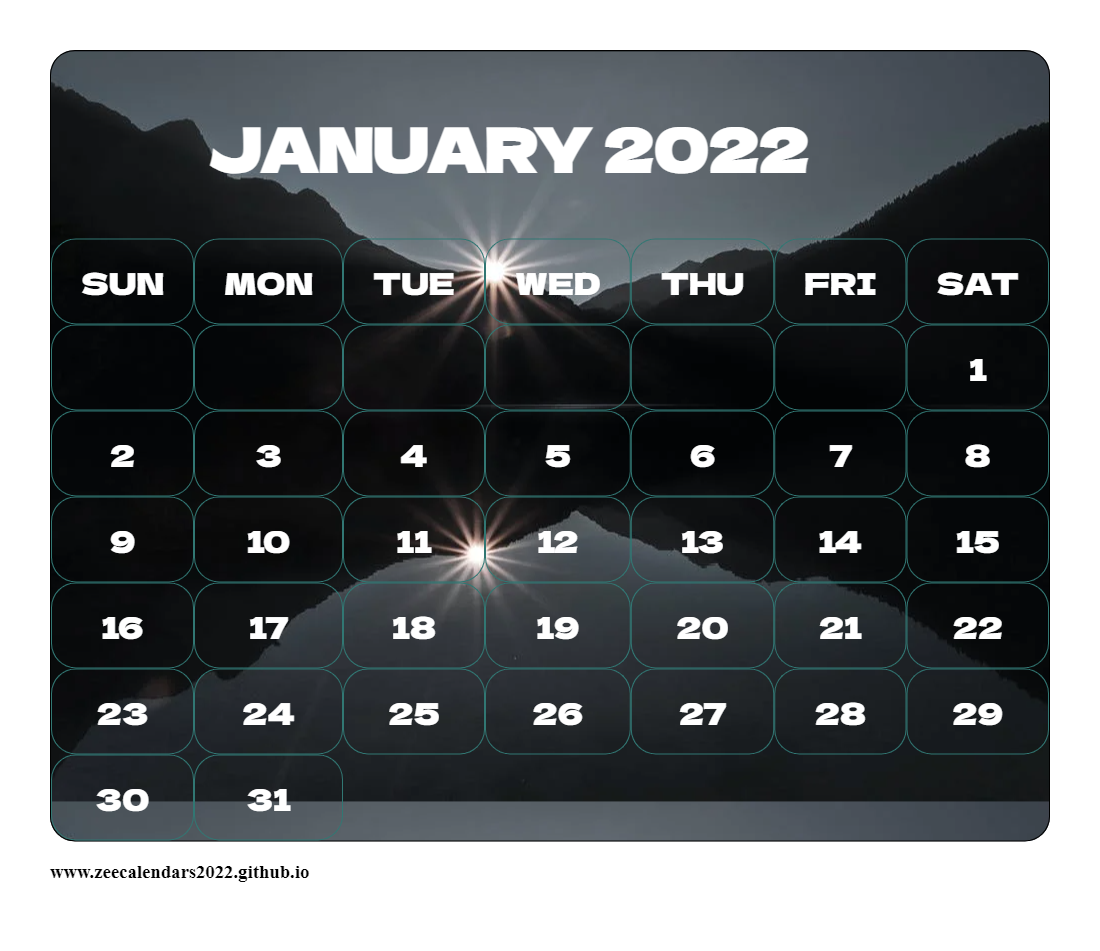 JANUARY 2022
SUN MON TUE WED THU FRI SAT
1
2 3 4 5 6 7 8
9 10 11 12 13 14 15
16 17 18 19 20 21 22
23 24 25 26 27 28 29
30 31
www.zeecalendars2022.github.io